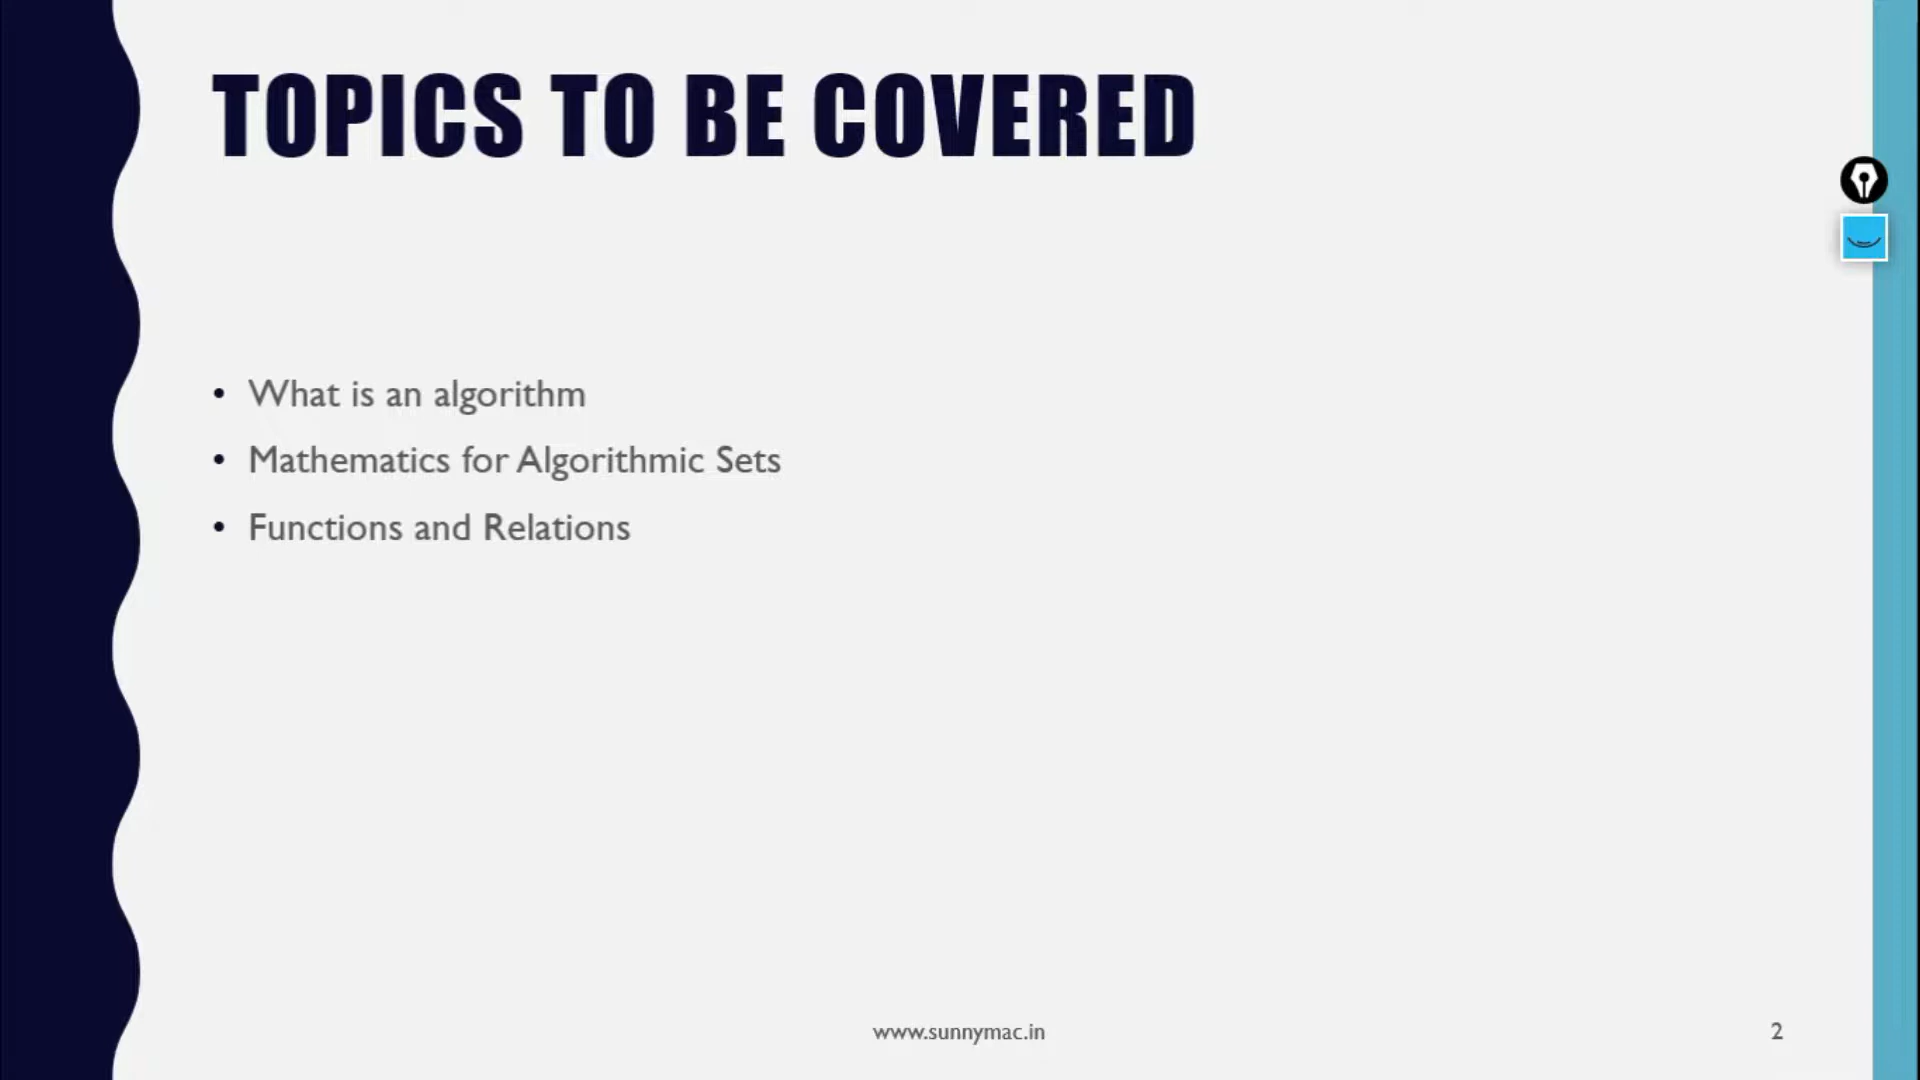 TOPICS TO BE COVERED
• What is an algorithm
• Mathematics for Algorithmic Sets
• Functions and Relations
www.sunnymac.in
2